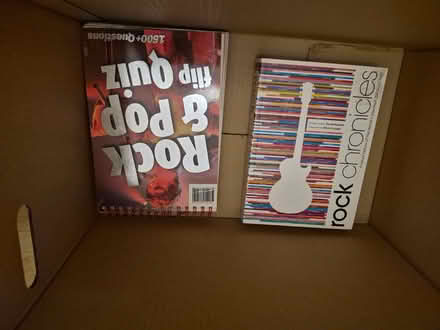 Rock
& Pop
flip Quiz
1500+ Questions
rock chronicles